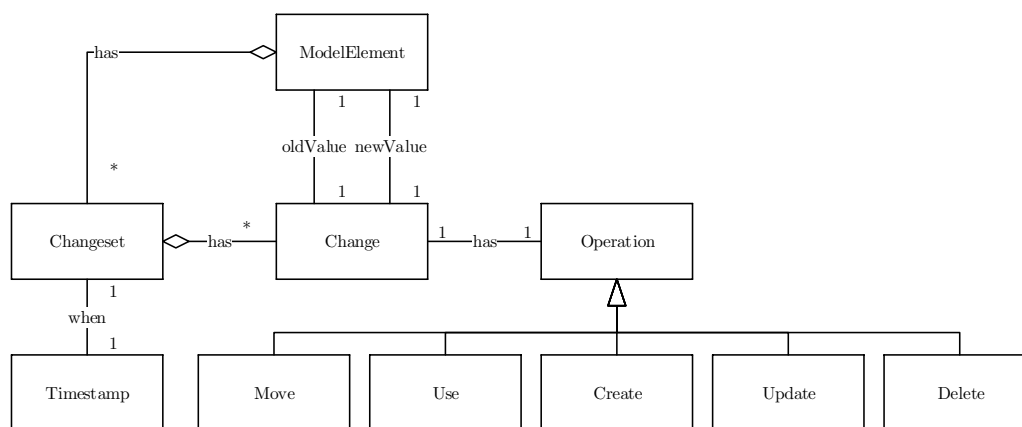 ModelElement
has
1
1
oldValue
newValue
*
1
1
Changeset
has
*
Change
1
has
1
Operation
1
when
1
Timestamp
Move
Use
Create
Update
Delete